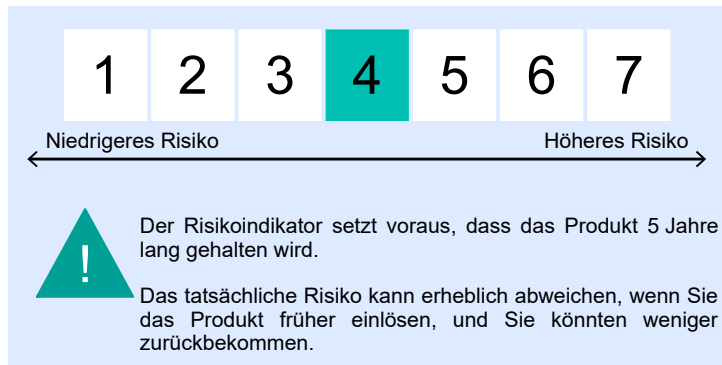 1 2 3 4 5 6 7
Niedrigeres Risiko Höheres Risiko
Der Risikoindikator setzt voraus, dass das Produkt 5 Jahre
lang gehalten wird.
!
Das tatsächliche Risiko kann erheblich abweichen, wenn Sie
das Produkt früher einlösen, und Sie könnten weniger
zurückbekommen.